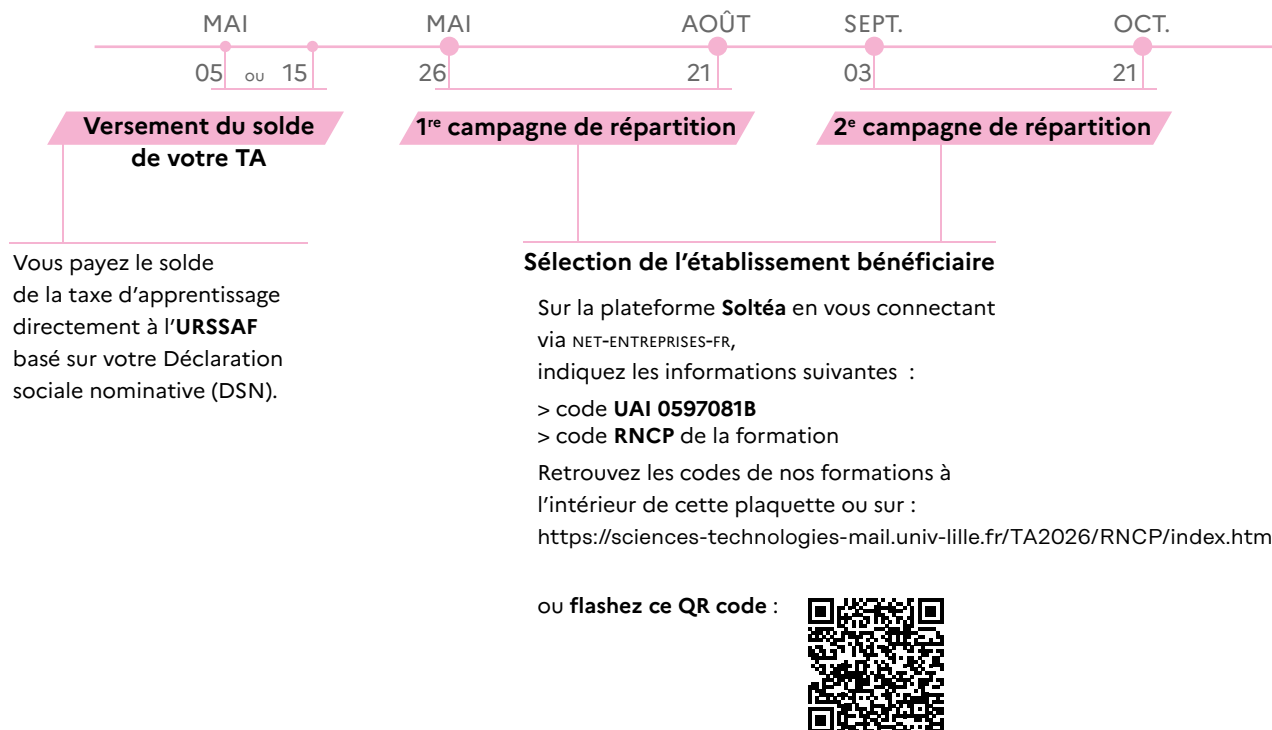 MAI MAI AOÛT SEPT. OCT.
05 ou 15 26 21 03 21
Versement du solde
de votre TA
1re campagne de répartition
2e campagne de répartition
Vous payez le solde
de la taxe d’apprentissage
directement à l’URSSAF
basé sur votre Déclaration
sociale nominative (DSN).
Sélection de l’établissement bénéficiaire
Sur la plateforme Soltéa en vous connectant
via NET-ENTREPRISES-FR,
indiquez les informations suivantes :
> code UAI 0597081B
> code RNCP de la formation
Retrouvez les codes de nos formations à
l’intérieur de cette plaquette ou sur :
https://sciences-technologies-mail.univ-lille.fr/TA2026/RNCP/index.htm
ou flashez ce QR code :